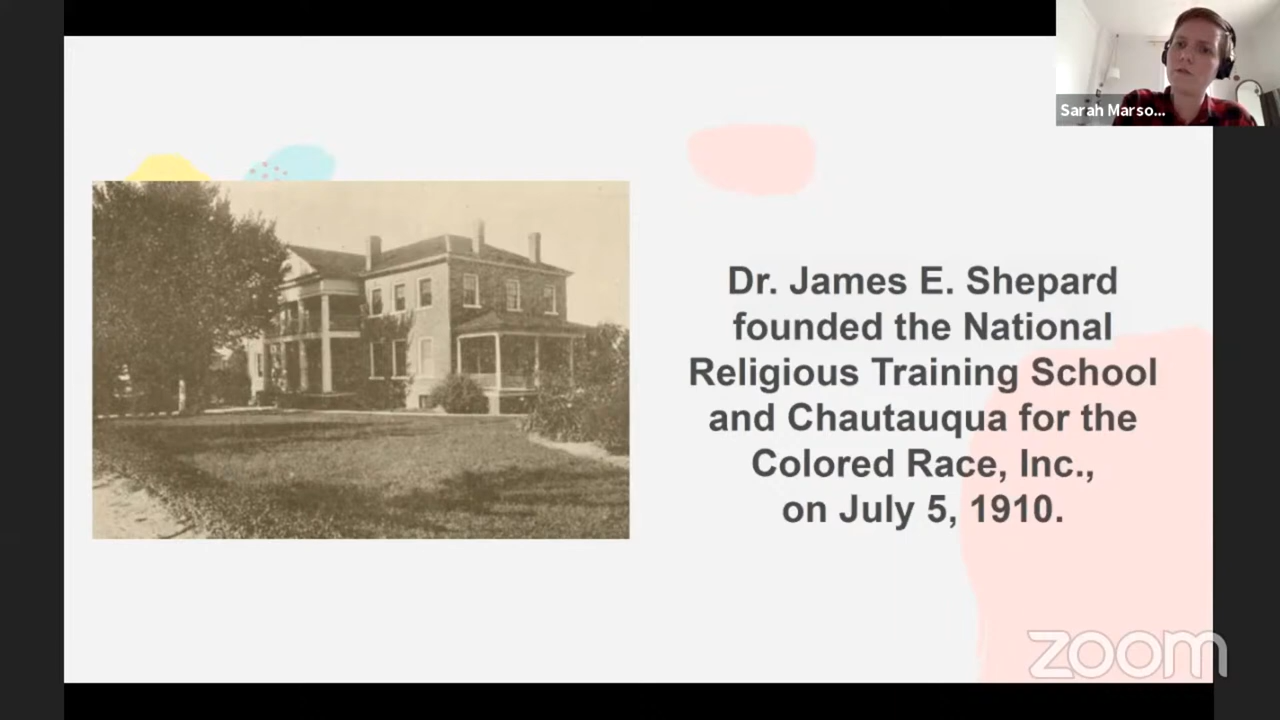 Sarah Marso...
Dr. James E. Shepard
founded the National
Religious Training School
and Chautauqua for the
Colored Race, Inc.,
on July 5, 1910.
zoom